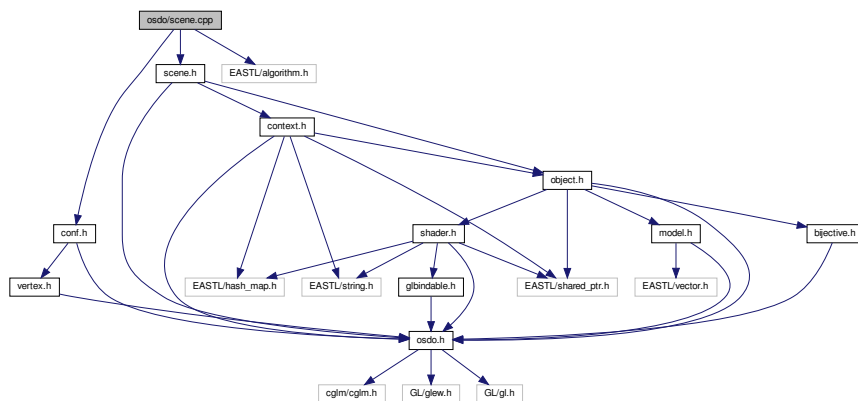 osdo/scene.cpp
scene.h
EASTL/algorithm.h
context.h
object.h
conf.h
shader.h
model.h
bijective.h
vertex.h
EASTL/hash_map.h
EASTL/string.h
glbindable.h
EASTL/shared_ptr.h
EASTL/vector.h
osdo.h
cglm/cglm.h
GL/glew.h
GL/gl.h